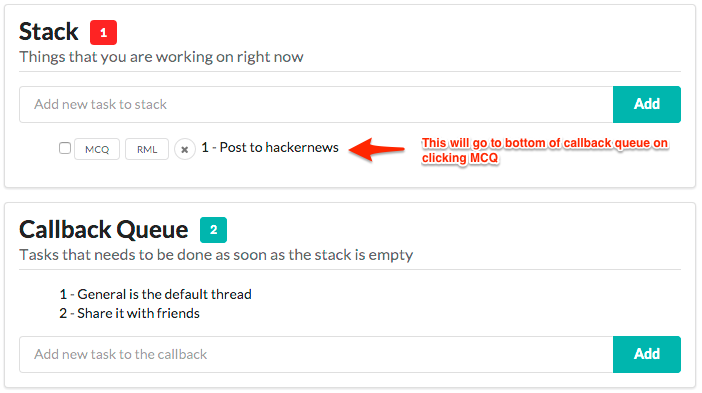 Stack 1
Things that you are working on right now
Add new task to stack Add
MCQ RML x 1 - Post to hackernews
This will go to bottom of callback queue on
clicking MCQ
Callback Queue 2
Tasks that needs to be done as soon as the stack is empty
1 - General is the default thread
2 - Share it with friends
Add new task to the callback Add